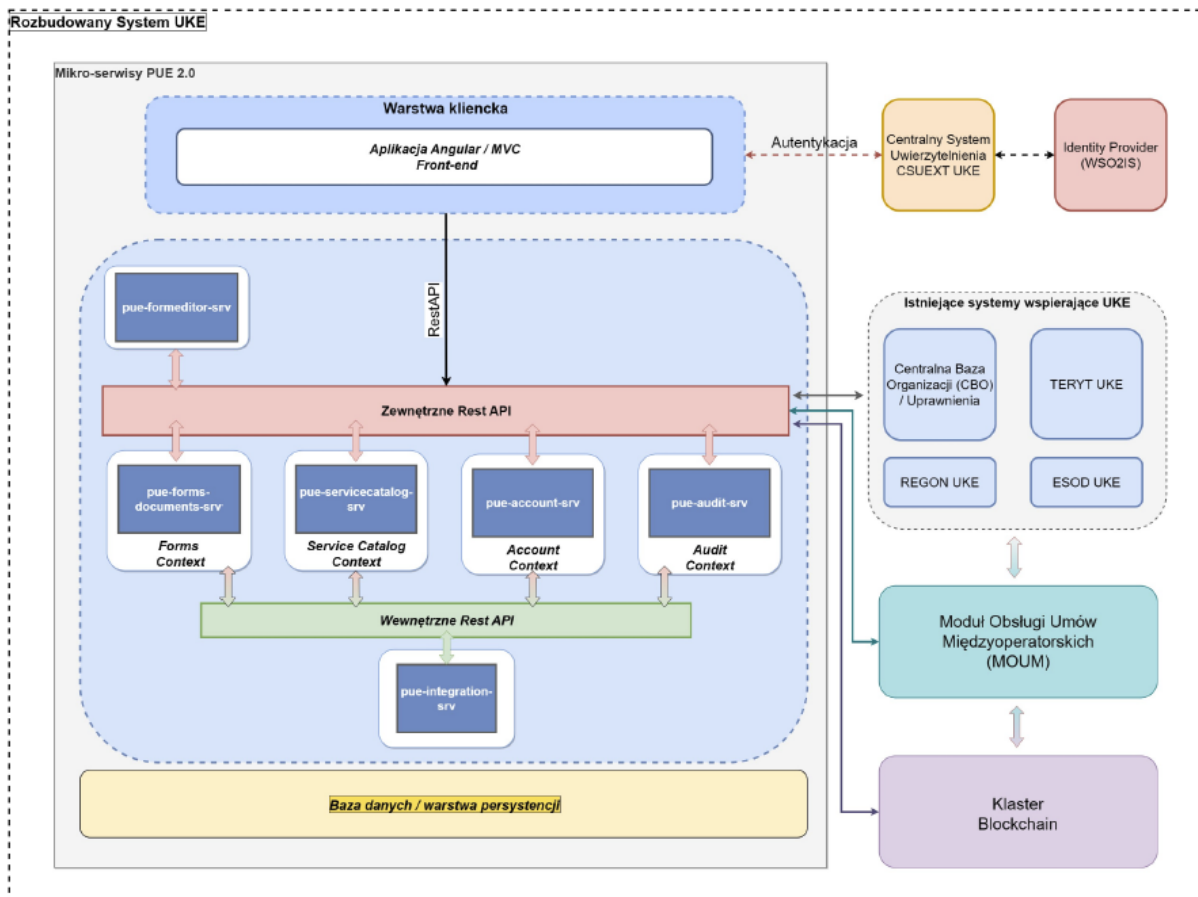 Rozbudowany System UKE
Mikro-serwisy PUE 2.0
Warstwa kliencka
Aplikacja Angular / MVC
Front-end
Autentykacja
Centralny System
Uwierzytelnienia
CSUEXT UKE
Identity Provider
(WSO2IS)
RestAPI
pue-formeditor-srv
Zewnętrzne Rest API
pue-forms-
documents-srv
Forms
Context
pue-servicecatalog-
srv
Service Catalog
Context
pue-account-srv
Account
Context
pue-audit-srv
Audit
Context
Wewnętrzne Rest API
pue-integration-
srv
Baza danych / warstwa persystencji
Istniejące systemy wspierające UKE
Centralna Baza
Organizacji (CBO)
/ Uprawnienia
TERYT UKE
REGON UKE
ESOD UKE
Moduł Obsługi Umów
Międzyoperatorskich
(MOUM)
Klaster
Blockchain